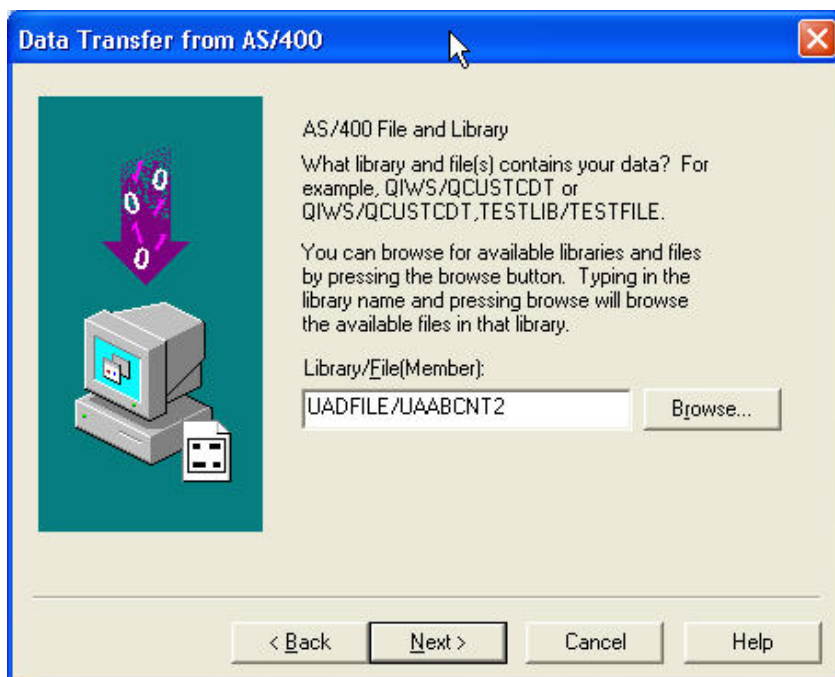 Data Transfer from AS/400
AS/400 File and Library
What library and file(s) contains your data? For
example, QIWS/QCUSTCDT or
QIWS/QCUSTCDT,TESTLIB/TESTFILE.
You can browse for available libraries and files
by pressing the browse button. Typing in the
library name and pressing browse will browse
the available files in that library.
Library/File(Member):
UADFILE/UAABCNT2
Browse...
< Back
Next >
Cancel
Help